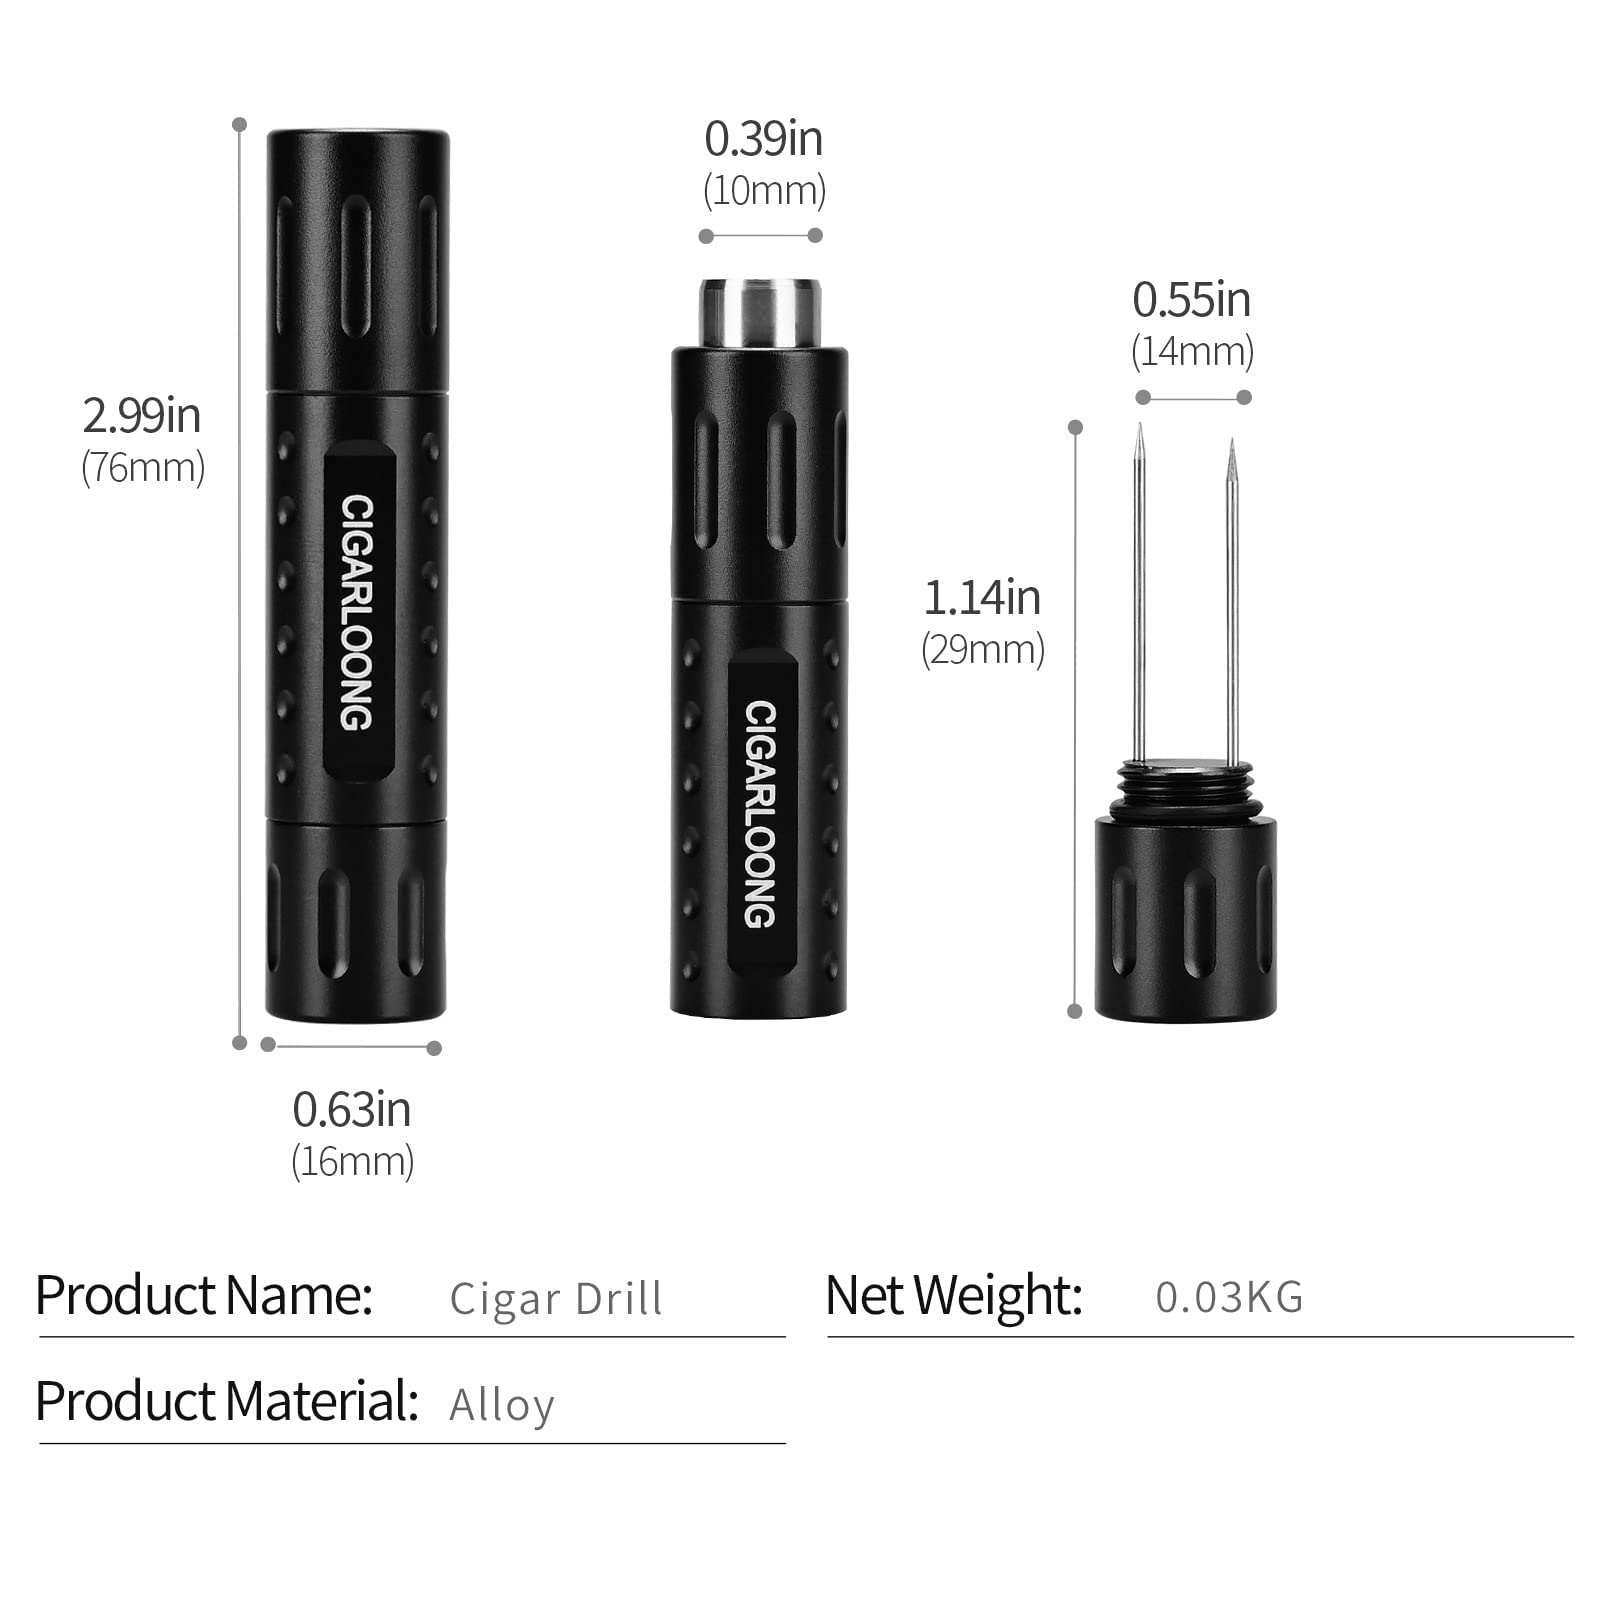 0.39in
(10mm)
0.55in
(14mm)
2.99in
(76mm)
CIGARLOONG
CIGARLOONG
1.14in
(29mm)
0.63in
(16mm)
Product Name: Cigar Drill
Net Weight: 0.03KG
Product Material: Alloy